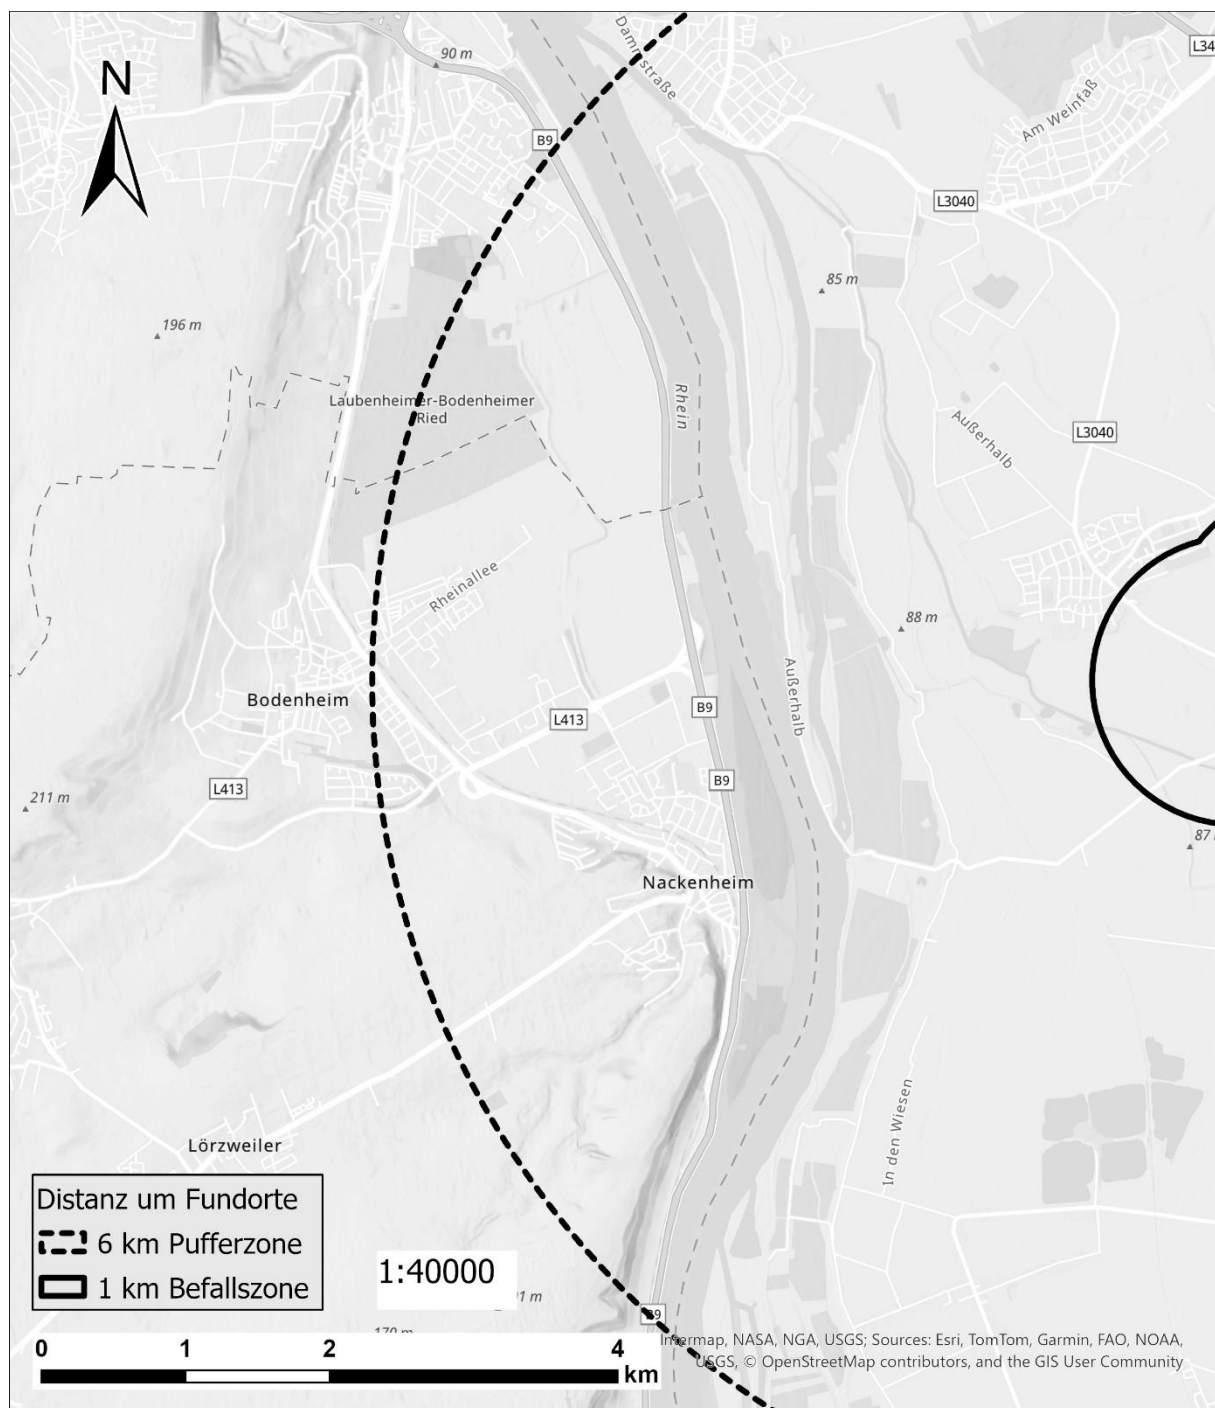 N
90 m
Dammstraße
L34
Am Weinfaß
B9
L3040
85 m
196 m
Laubenheimer-Bodenheimer
Ried
Rhein
Außerhalb
L3040
Rheinallee
88 m
Außerhalb
Bodenheim
L413
B9
B9
L413
211 m
87
Nackenheim
In den Wiesen
Lörzweiler
Distanz um Fundorte
6 km Pufferzone
1 km Befallszone
1:40000
B9
0 1 2 4
km
Intermap, NASA, NGA, USGS; Sources: Esri, TomTom, Garmin, FAO, NOAA,
USGS, © OpenStreetMap contributors, and the GIS User Community